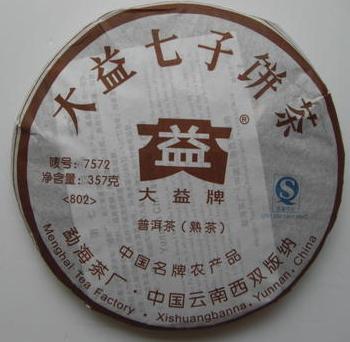 大益七子饼茶
益
®
唛号：7572
净含量：357克
<802>
大益牌
普洱茶（熟茶）
中国名牌农产品
勐海茶厂·中国云南西双版纳
Menghai Tea Factory · Xishuangbanna, Yunnan, China